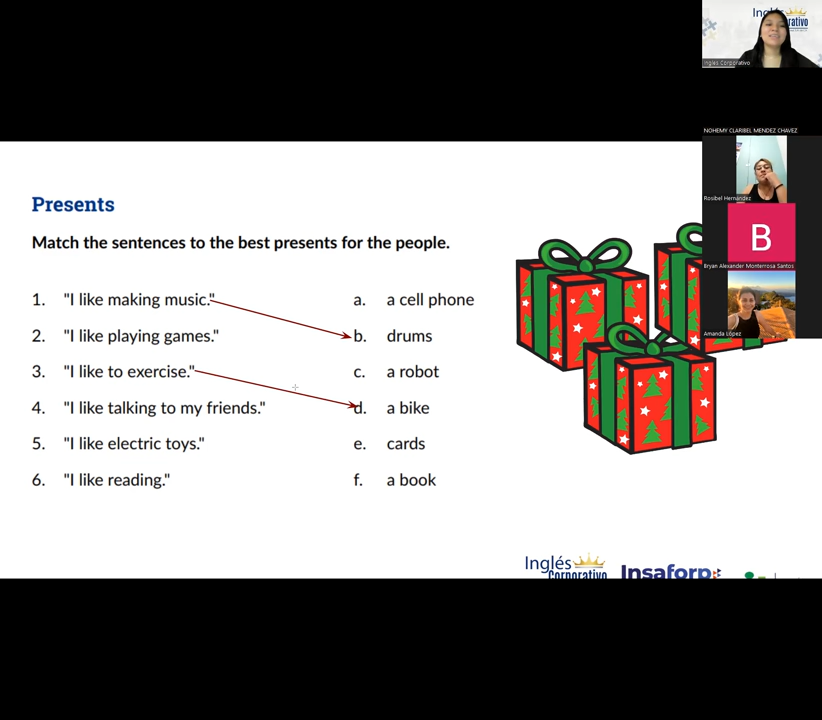 Inglés
rativo
Inglés Corporativo
NOHEMY CLARIBEL MENDEZ CHAVEZ
Rosibel Hernández
B
Bryan Alexander Monterrosa Santos
Amanda López
Presents
Match the sentences to the best presents for the people.
1. "I like making music." a. a cell phone
2. "I like playing games." b. drums
3. "I like to exercise." c. a robot
4. "I like talking to my friends." d. a bike
5. "I like electric toys." e. cards
6. "I like reading." f. a book
Inglés
Corporativo
Insaforp